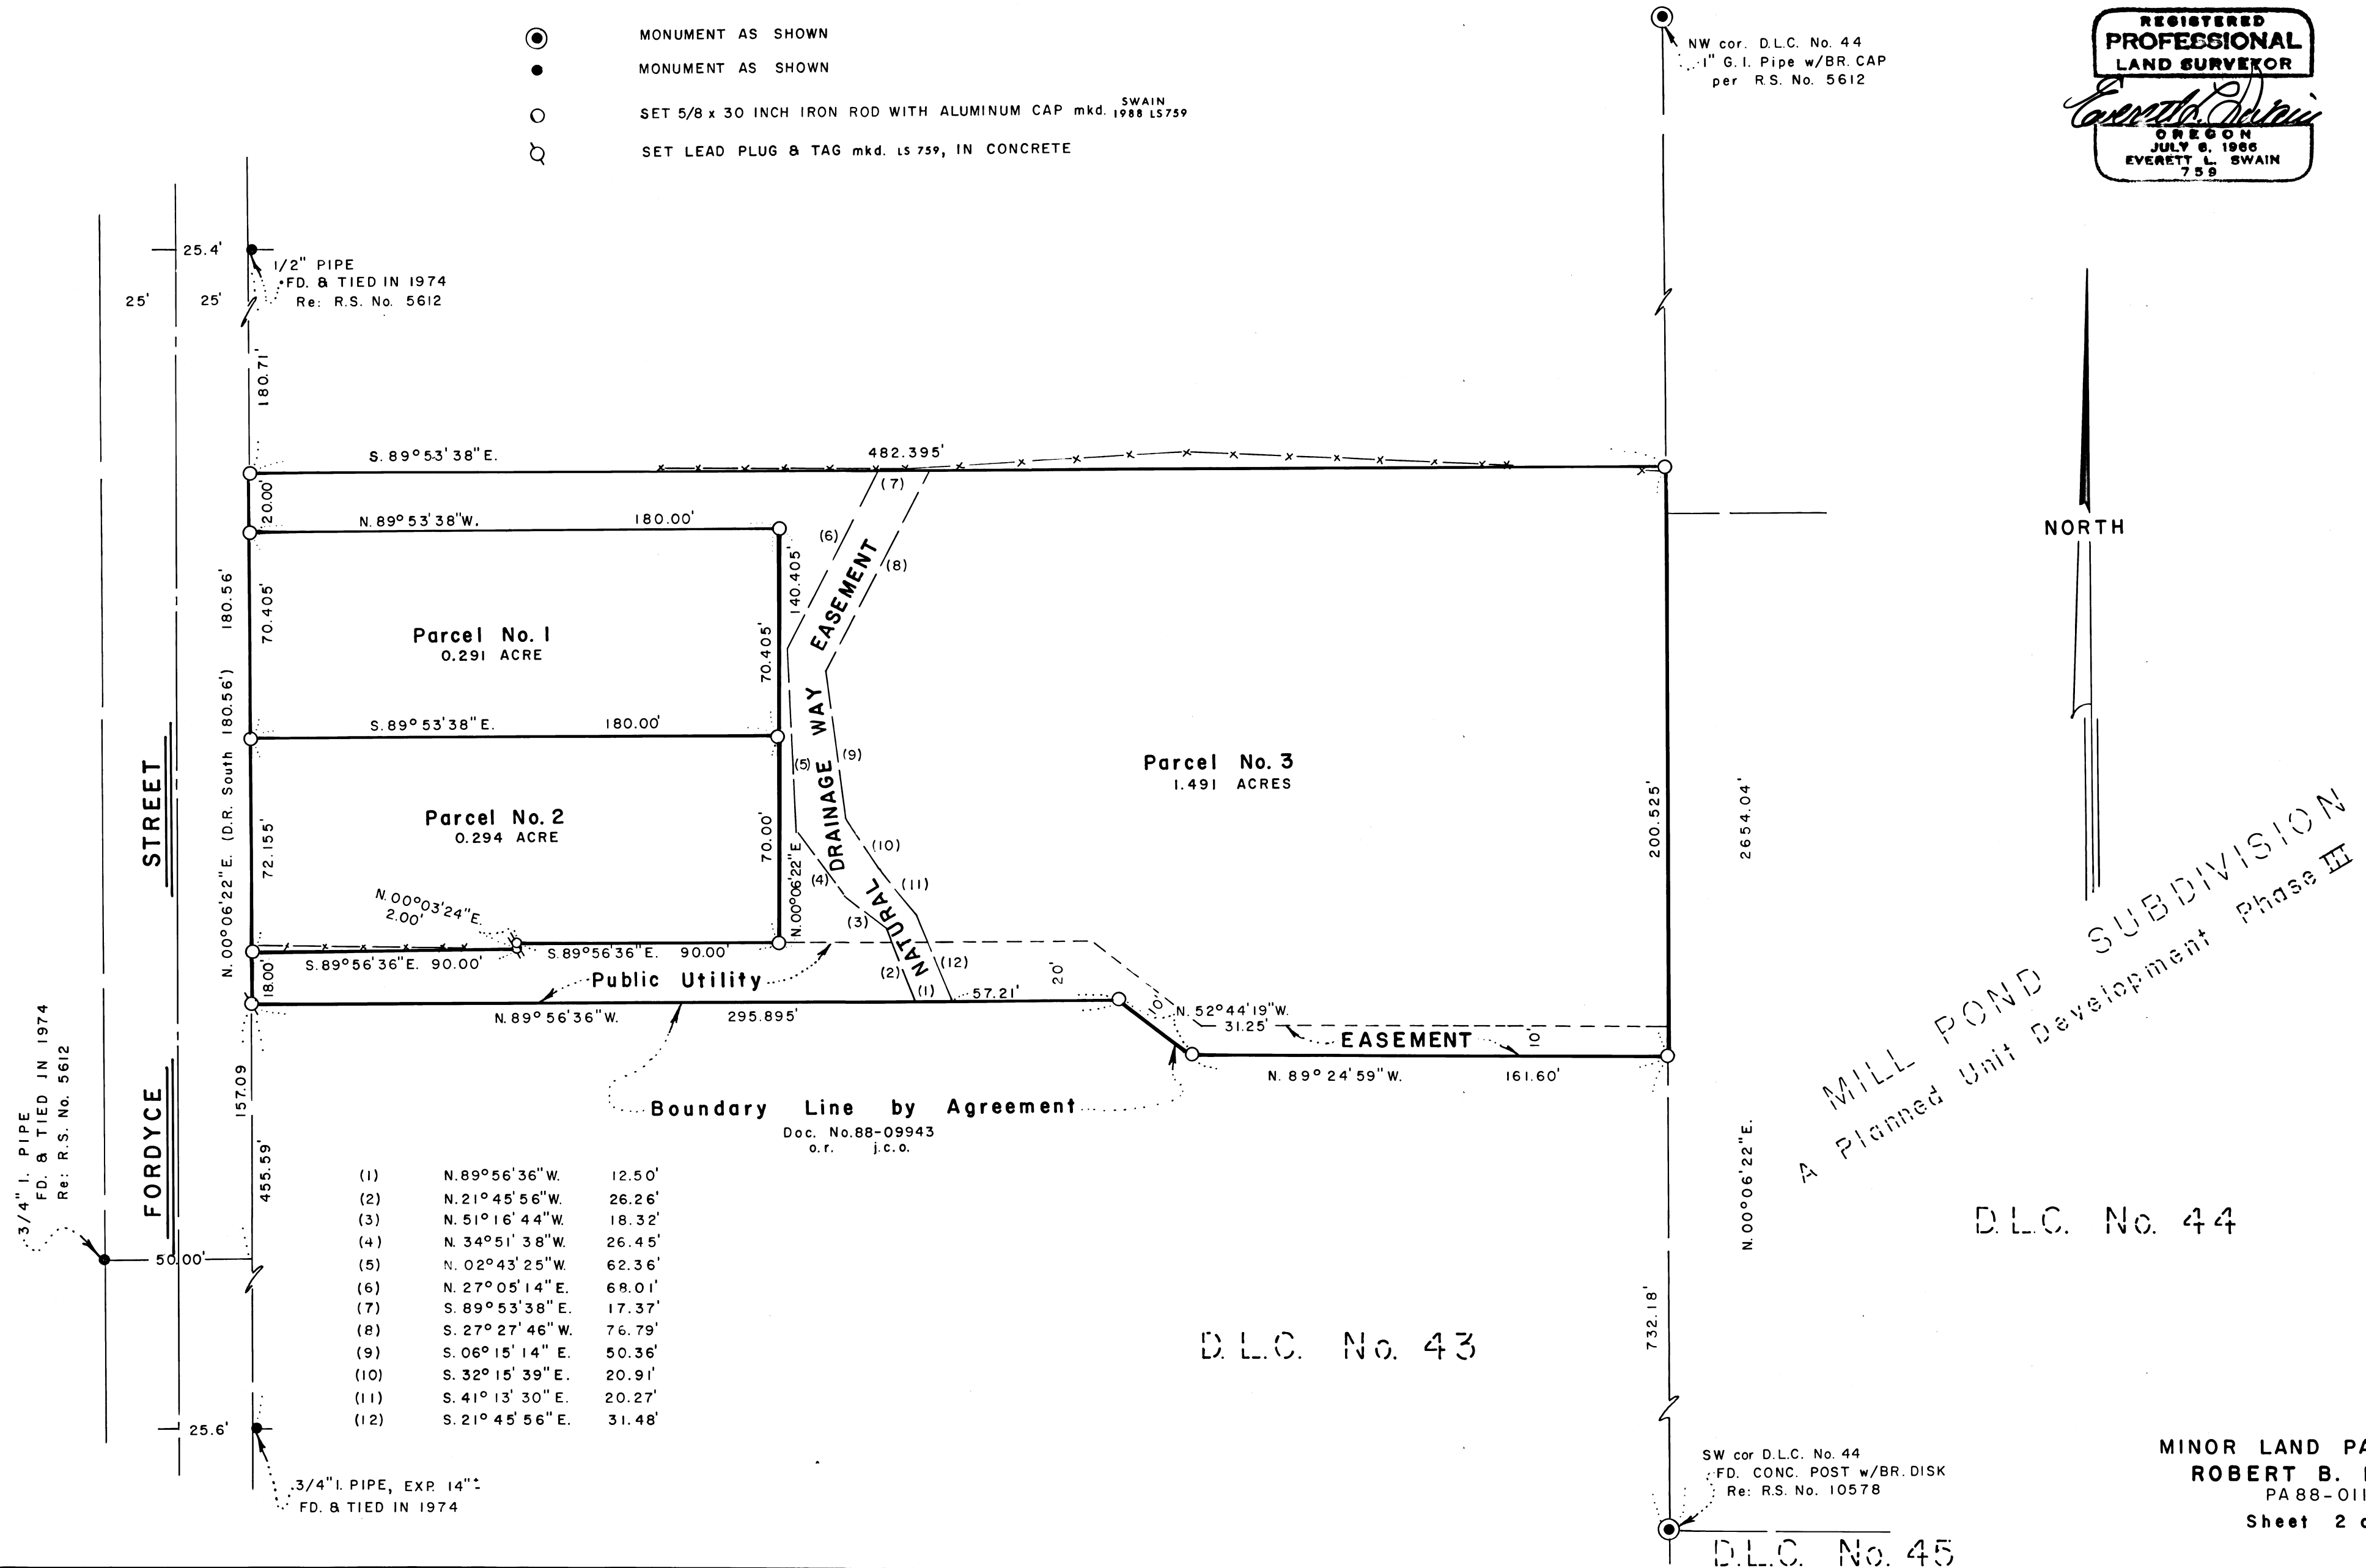 MONUMENT AS SHOWN
MONUMENT AS SHOWN
SET 5/8 x 30 INCH IRON ROD WITH ALUMINUM CAP mkd. SWAIN 1988 LS759
SET LEAD PLUG & TAG mkd. LS 759, IN CONCRETE
NW cor. D.L.C. No. 44
1" G.I. Pipe w/BR. CAP
per R.S. No. 5612
REGISTERED
PROFESSIONAL
LAND SURVEYOR
Everett L. Swain
OREGON
JULY 8, 1966
EVERETT L. SWAIN
759
25.4'
1/2" PIPE
FD. & TIED IN 1974
Re: R.S. No. 5612
25' 25'
180.71'
S. 89°53'38"E.
482.395'
(7)
20.00'
N. 89°53'38"W. 180.00'
(6)
(8)
140.405'
NORTH
180.56'
70.405'
Parcel No. 1
0.291 ACRE
70.405'
S. 89°53'38"E. 180.00'
N. 00°06'22"E. (D.R. South 180.56')
NATURAL DRAINAGE WAY EASEMENT
(5)
(9)
Parcel No. 3
1.491 ACRES
200.525'
2654.04'
Parcel No. 2
0.294 ACRE
72.155'
70.00'
N. 00°06'22"E
(10)
(4)
(11)
(3)
N. 00°03'24"E.
2.00'
S. 89°56'36"E. 90.00'
S. 89°56'36"E. 90.00'
18.00'
Public Utility
(2)
(12)
(1)
57.21'
20'
N. 89°56'36"W. 295.895'
10'
N. 52°44'19"W.
31.25'
EASEMENT
10'
N. 89°24'59"W. 161.60'
MILL POND SUBDIVISION
A Planned Unit Development Phase III
FORDYCE STREET
3/4" I. PIPE
FD. & TIED IN 1974
Re: R.S. No. 5612
157.09
455.59'
50.00'
Boundary Line by Agreement
Doc. No. 88-09943
o.r. j.c.o.
N. 00°06'22"E.
D.L.C. No. 44
(1) N. 89°56'36"W. 12.50'
(2) N. 21°45'56"W. 26.26'
(3) N. 51°16'44"W. 18.32'
(4) N. 34°51'38"W. 26.45'
(5) N. 02°43'25"W. 62.36'
(6) N. 27°05'14"E. 68.01'
(7) S. 89°53'38"E. 17.37'
(8) S. 27°27'46"W. 76.79'
(9) S. 06°15'14"E. 50.36'
(10) S. 32°15'39"E. 20.91'
(11) S. 41°13'30"E. 20.27'
(12) S. 21°45'56"E. 31.48'
D.L.C. No. 43
732.18'
25.6'
3/4" I. PIPE, EXP. 14"±
FD. & TIED IN 1974
SW cor D.L.C. No. 44
FD. CONC. POST w/BR. DISK
Re: R.S. No. 10578
D.L.C. No. 45
MINOR LAND PA
ROBERT B.
PA 88-011
Sheet 2